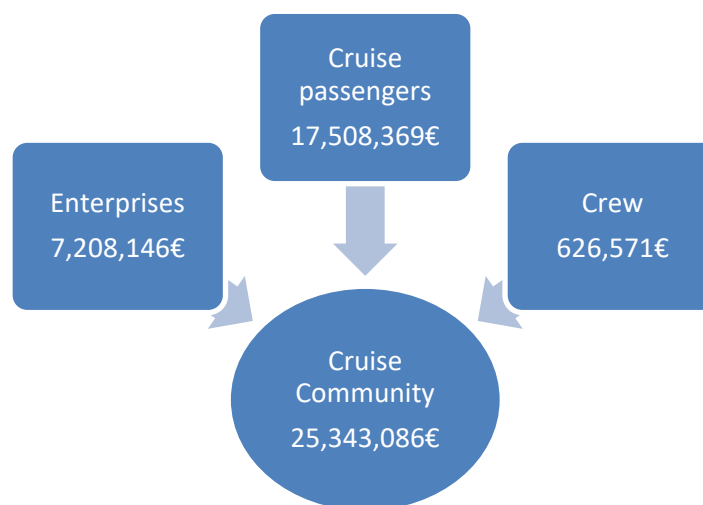 Cruise
passengers
17,508,369€
Enterprises
7,208,146€
Crew
626,571€
Cruise
Community
25,343,086€